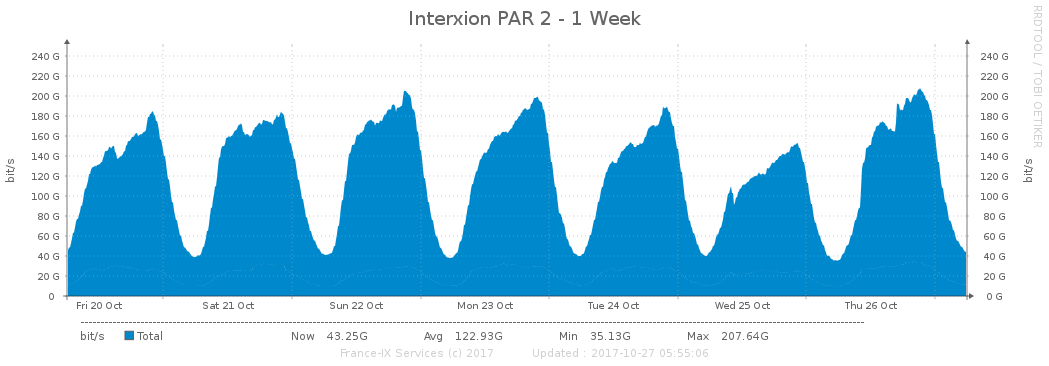 Interxion PAR 2 - 1 Week
RRDTOOL / TOBI OETIKER
240 G 240 G
220 G 220 G
200 G 200 G
180 G 180 G
160 G 160 G
140 G 140 G
120 G 120 G
100 G 100 G
80 G 80 G
60 G 60 G
40 G 40 G
20 G 20 G
0 0 G
bit/s
bit/s
Fri 20 Oct Sat 21 Oct Sun 22 Oct Mon 23 Oct Tue 24 Oct Wed 25 Oct Thu 26 Oct
bit/s Total Now 43.25G Avg 122.93G Min 35.13G Max 207.64G
France-IX Services (c) 2017 Updated : 2017-10-27 05:55:06